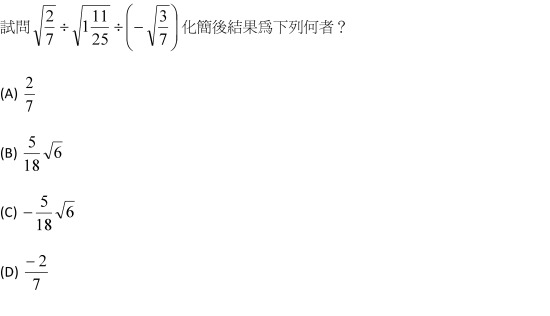 試問 $\sqrt{\frac{2}{7}} \div \sqrt{1\frac{11}{25}} \div \left(-\sqrt{\frac{3}{7}}\right)$ 化簡後結果為下列何者？
(A) $\frac{2}{7}$
(B) $\frac{5}{18}\sqrt{6}$
(C) $-\frac{5}{18}\sqrt{6}$
(D) $\frac{-2}{7}$